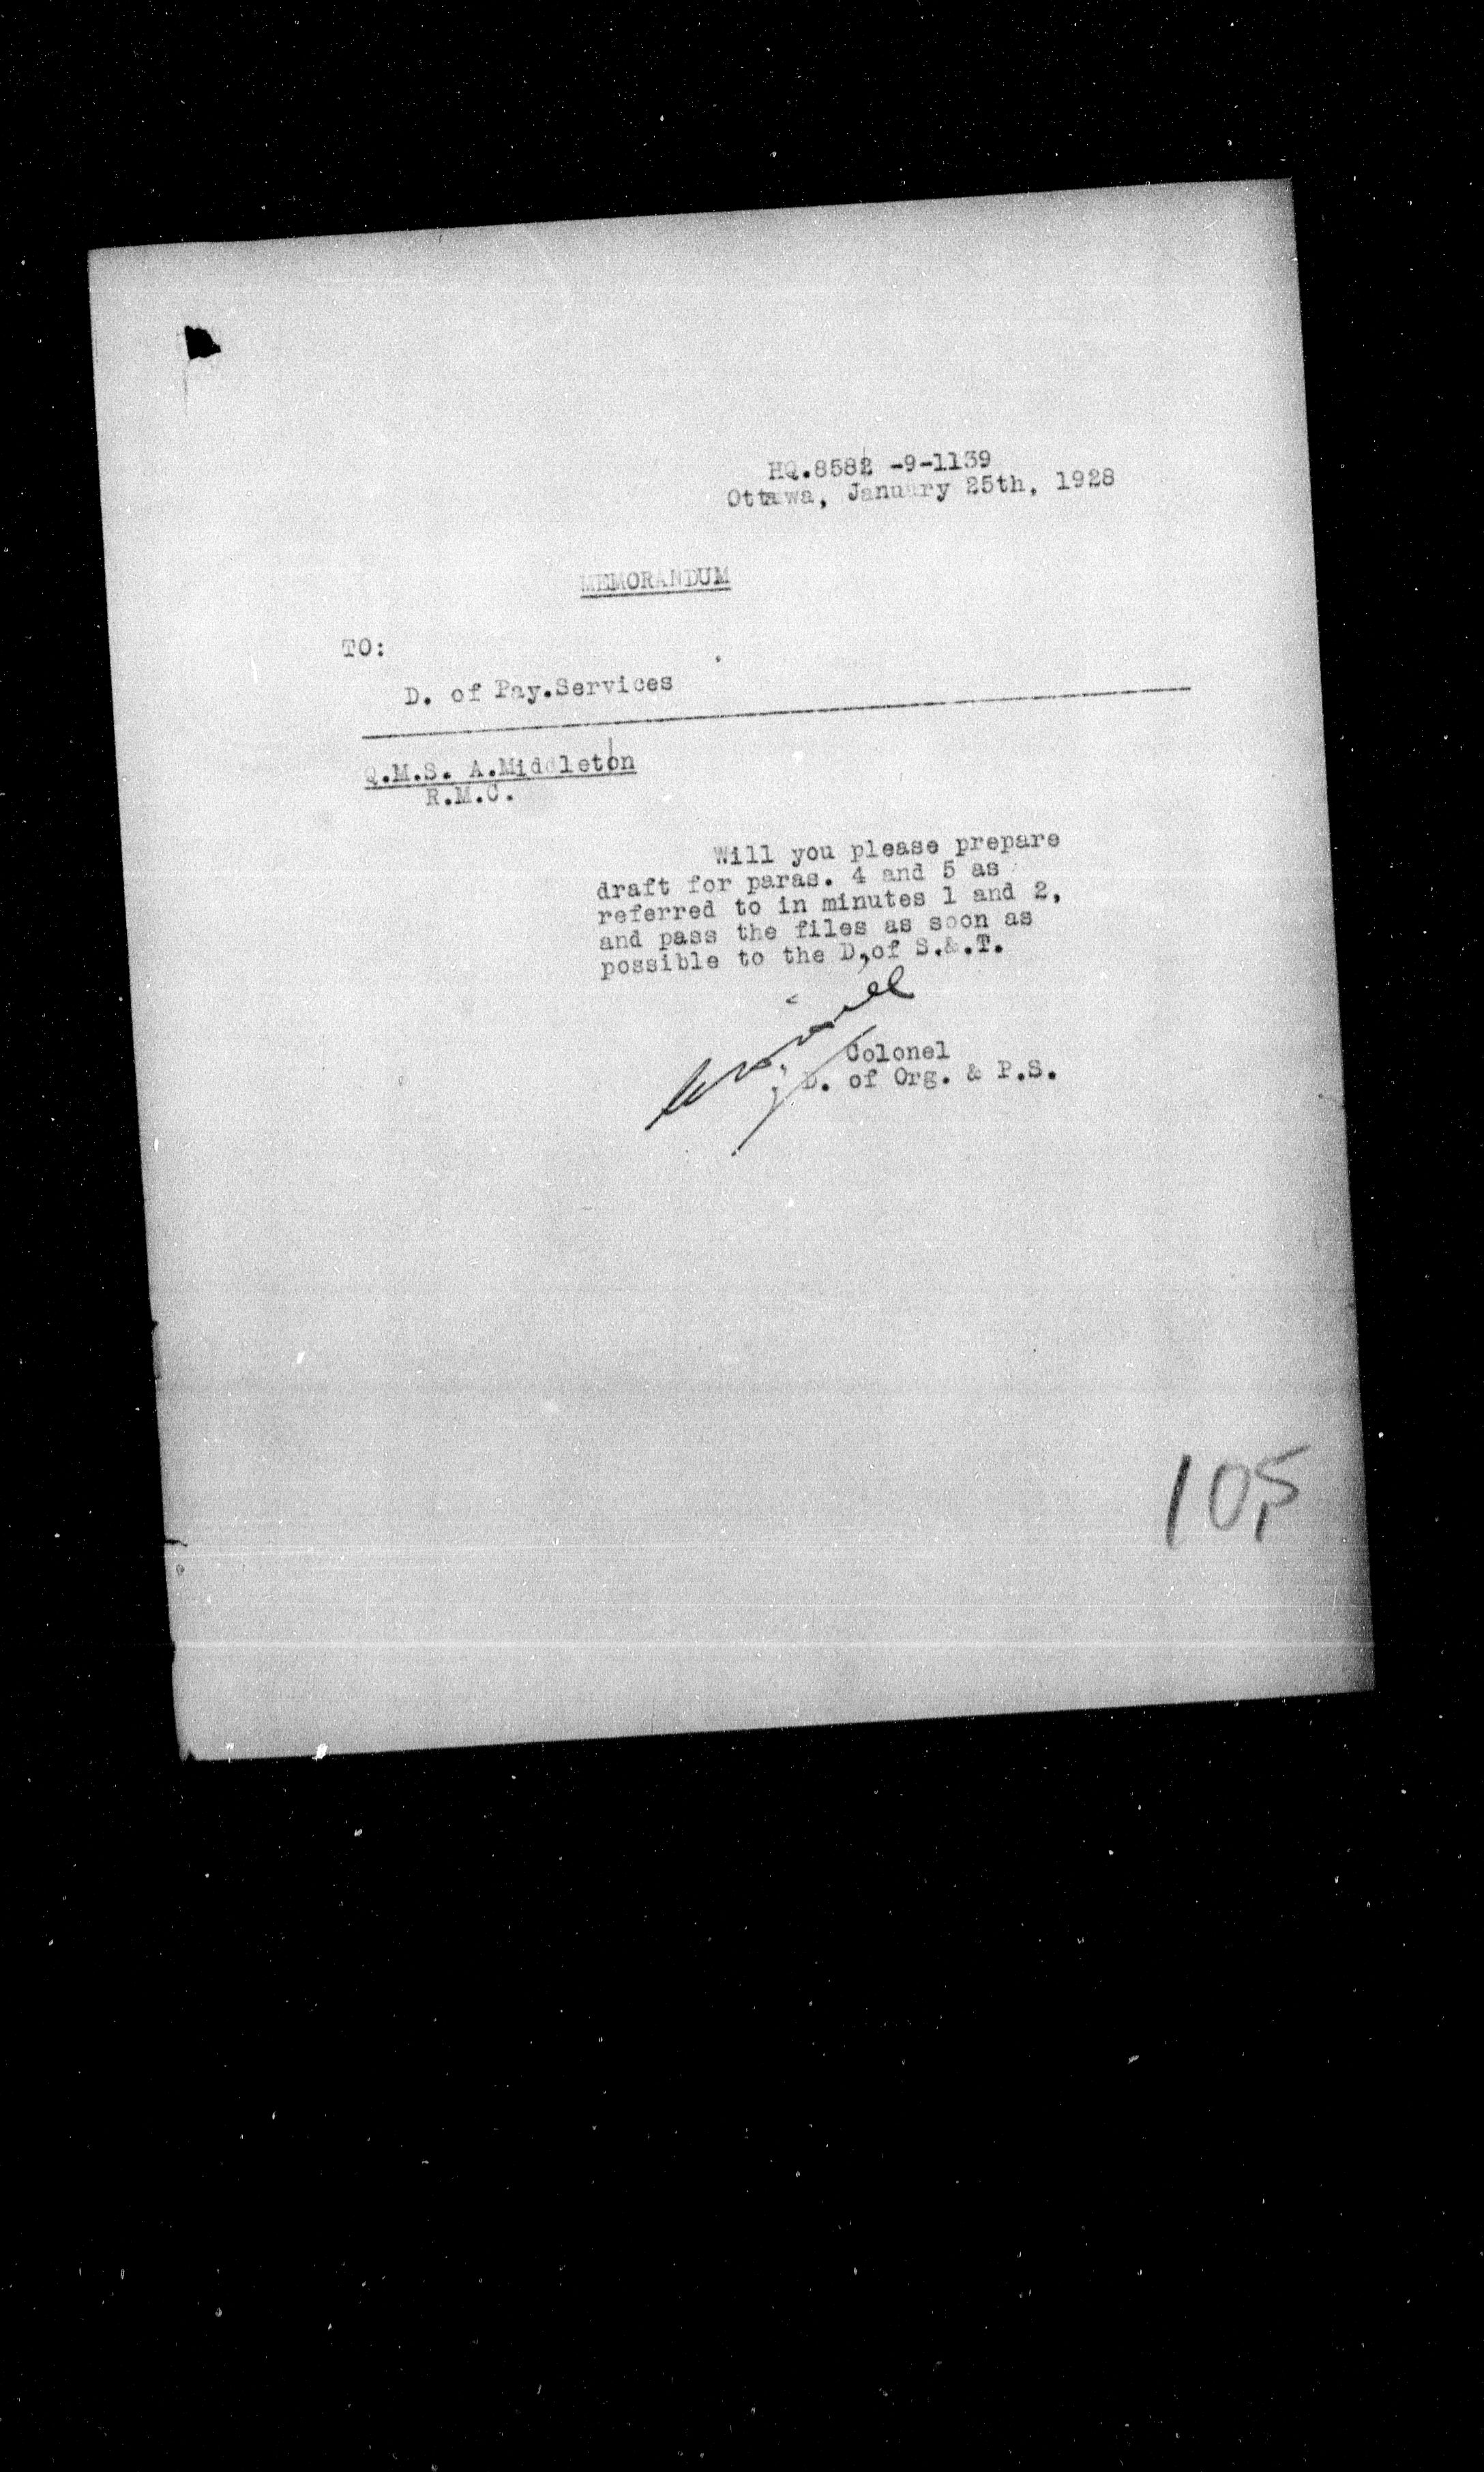 HQ.8582 -9-1139
Ottawa, January 25th, 1928
MEMORANDUM
TO:
D. of Pay.Services
Q.M.S. A.Middleton
R.M.C.
Will you please prepare
draft for paras. 4 and 5 as
referred to in minutes 1 and 2,
and pass the files as soon as
possible to the D,of S.&.T.
Colonel
D. of Org. & P.S.
105